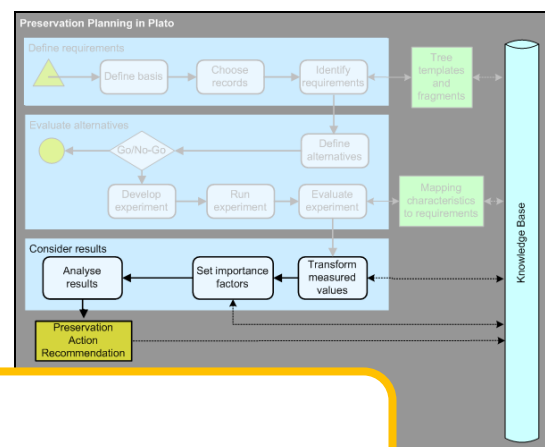 Preservation Planning in Plato
Define requirements
Define basis
Choose
records
Identify
requirements
Tree
templates
and
fragments
Evaluate alternatives
Go/No-Go
Define
alternatives
Develop
experiment
Run
experiment
Evaluate
experiment
Mapping
characteristics
to requirements
Knowledge Base
Consider results
Analyse
results
Set importance
factors
Transform
measured
values
Preservation
Action
Recommendation